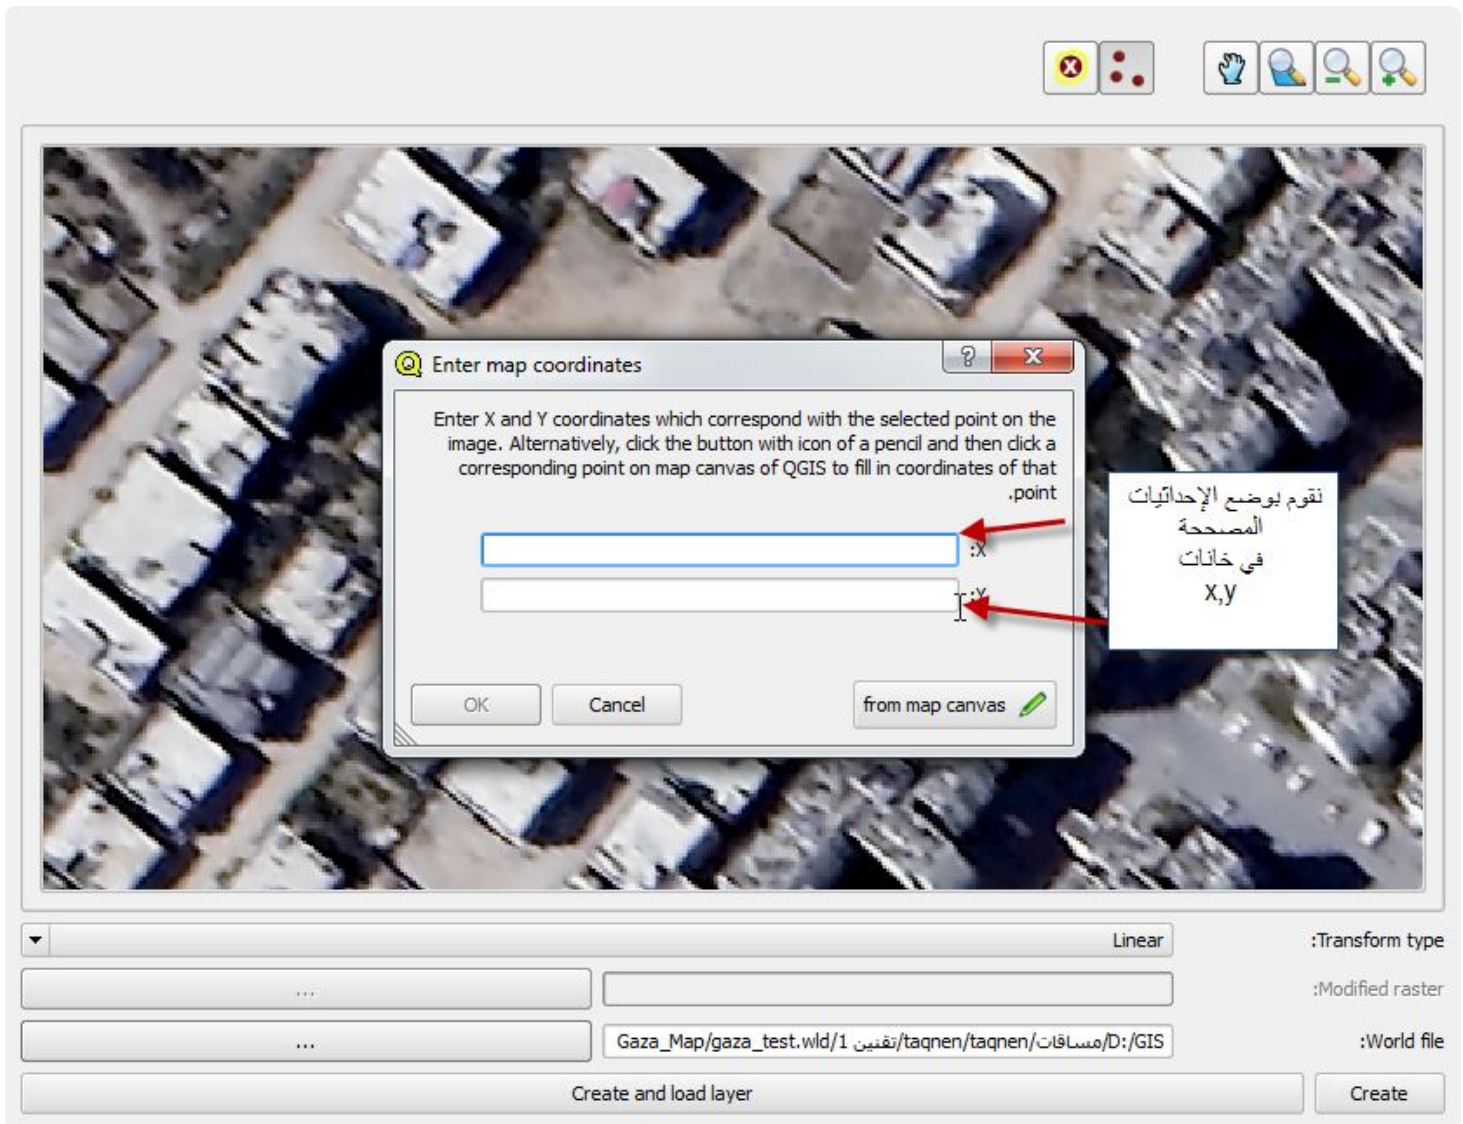 Enter map coordinates
Enter X and Y coordinates which correspond with the selected point on the
image. Alternatively, click the button with icon of a pencil and then click a
corresponding point on map canvas of QGIS to fill in coordinates of that
.point
:X
:Y
OK
Cancel
from map canvas
نقوم بوضع الإحداثيات
المصححة
في خانات
x,y
Linear
:Transform type
...
:Modified raster
...
Gaza_Map/gaza_test.wld/1 تقنين/taqnen/taqnen/مساقات/D:/GIS
:World file
Create and load layer
Create